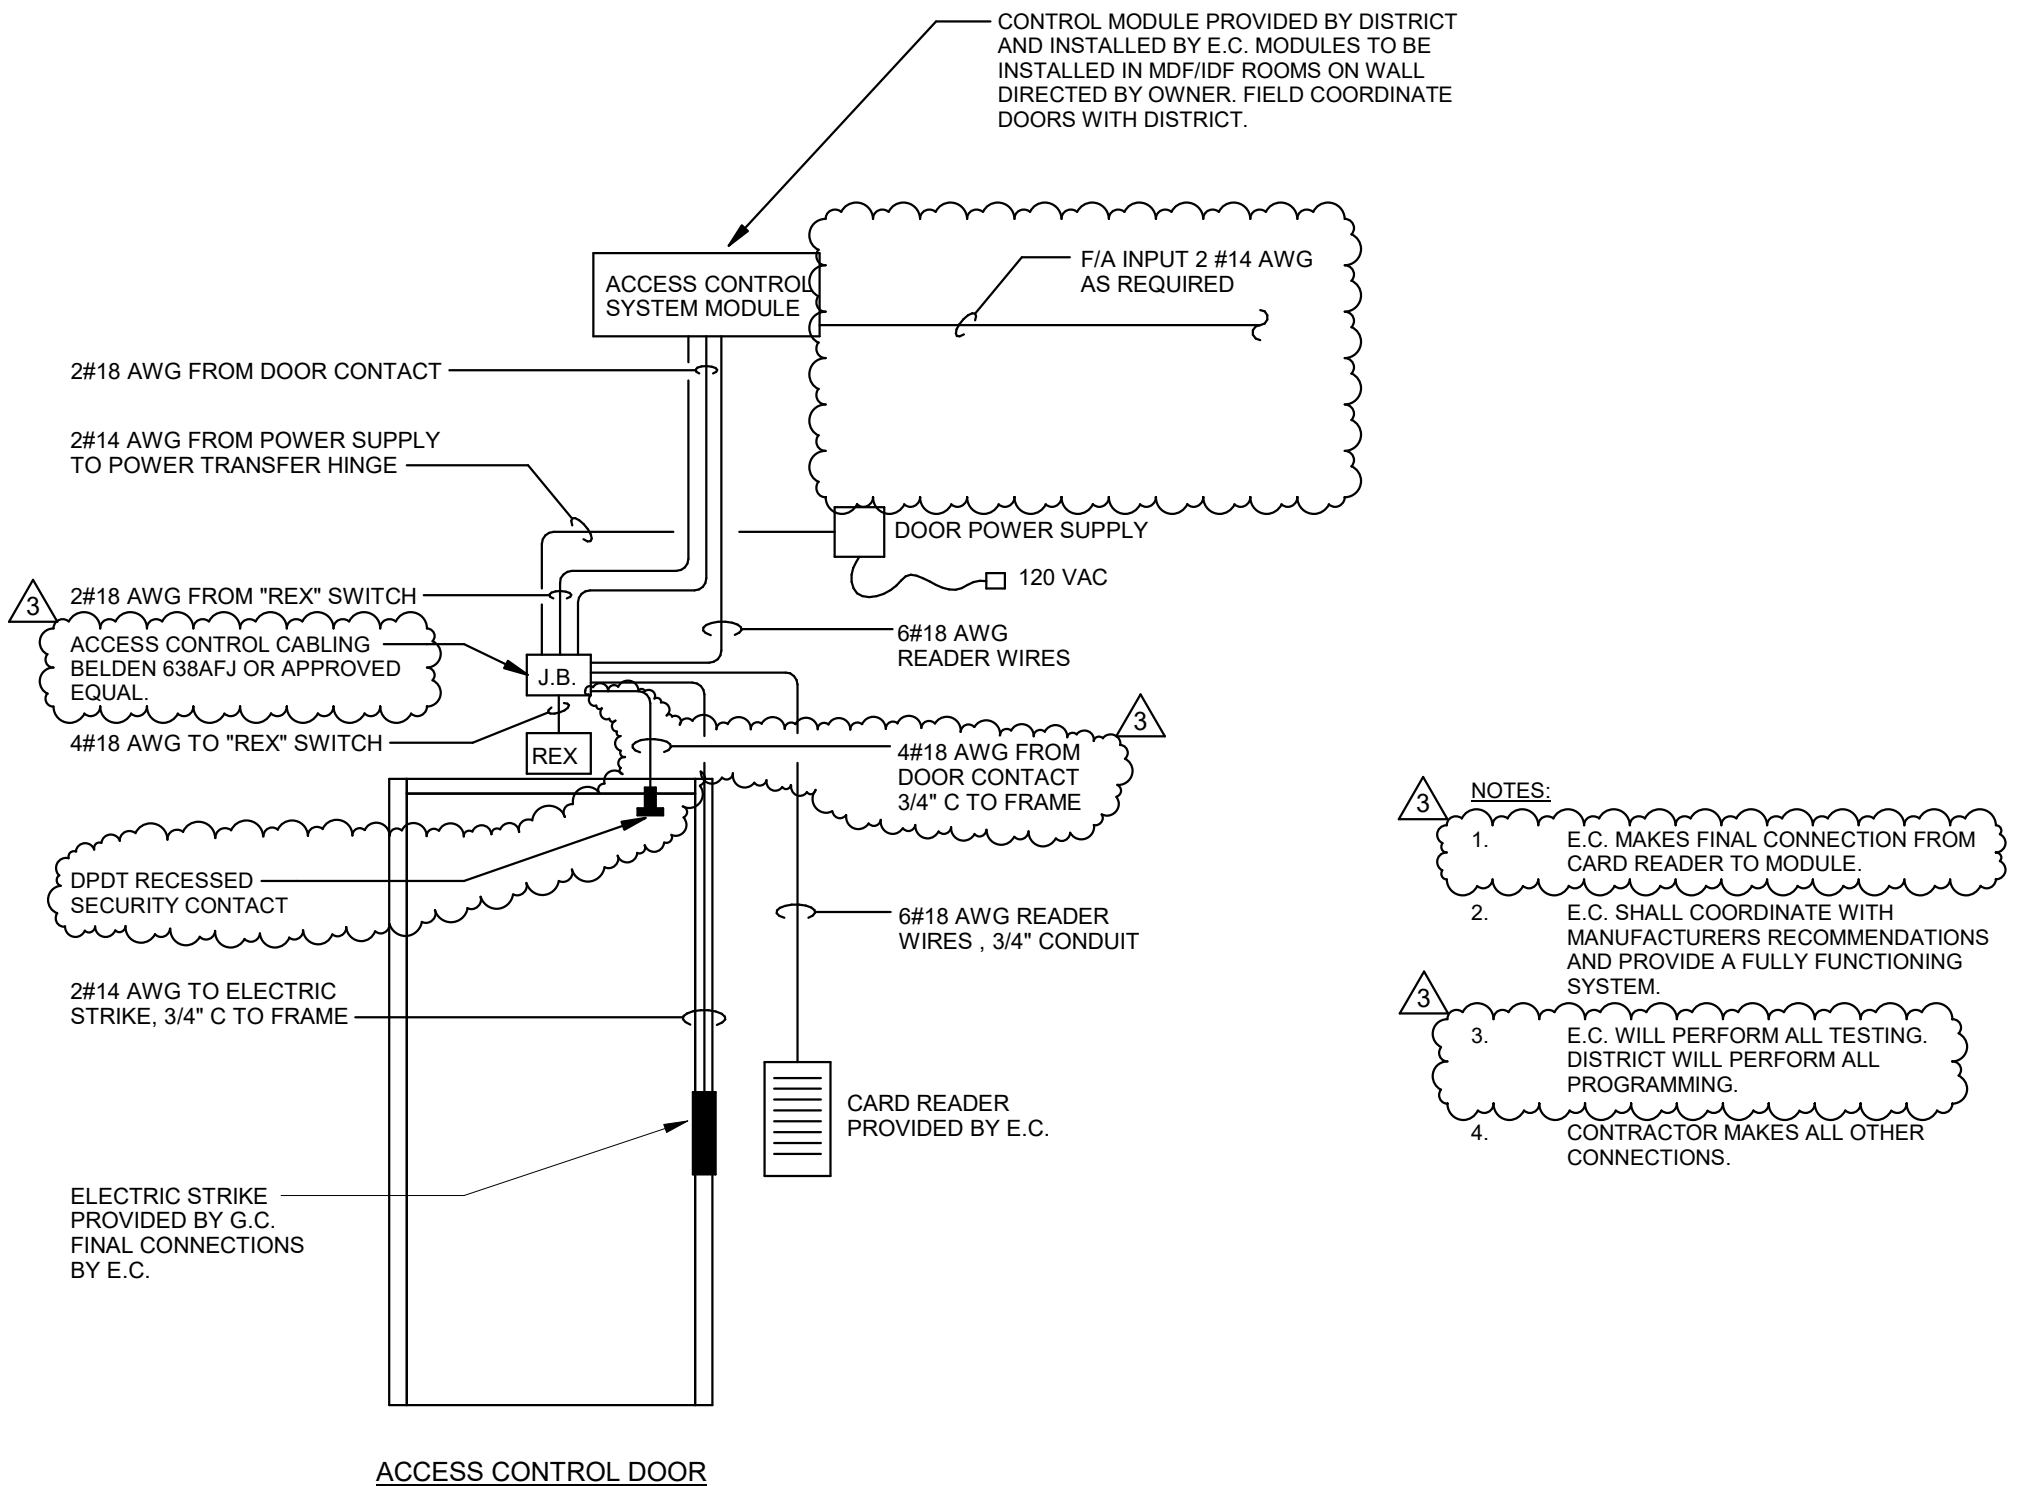 CONTROL MODULE PROVIDED BY DISTRICT
AND INSTALLED BY E.C. MODULES TO BE
INSTALLED IN MDF/IDF ROOMS ON WALL
DIRECTED BY OWNER. FIELD COORDINATE
DOORS WITH DISTRICT.
ACCESS CONTROL
SYSTEM MODULE
F/A INPUT 2 #14 AWG
AS REQUIRED
2#18 AWG FROM DOOR CONTACT
2#14 AWG FROM POWER SUPPLY
TO POWER TRANSFER HINGE
DOOR POWER SUPPLY
120 VAC
3
2#18 AWG FROM "REX" SWITCH
ACCESS CONTROL CABLING
BELDEN 638AFJ OR APPROVED
EQUAL.
J.B.
6#18 AWG
READER WIRES
4#18 AWG TO "REX" SWITCH
REX
3
4#18 AWG FROM
DOOR CONTACT
3/4" C TO FRAME
DPDT RECESSED
SECURITY CONTACT
6#18 AWG READER
WIRES , 3/4" CONDUIT
2#14 AWG TO ELECTRIC
STRIKE, 3/4" C TO FRAME
CARD READER
PROVIDED BY E.C.
ELECTRIC STRIKE
PROVIDED BY G.C.
FINAL CONNECTIONS
BY E.C.
ACCESS CONTROL DOOR
3
NOTES:
1. E.C. MAKES FINAL CONNECTION FROM
CARD READER TO MODULE.
2. E.C. SHALL COORDINATE WITH
MANUFACTURERS RECOMMENDATIONS
AND PROVIDE A FULLY FUNCTIONING
SYSTEM.
3
3. E.C. WILL PERFORM ALL TESTING.
DISTRICT WILL PERFORM ALL
PROGRAMMING.
4. CONTRACTOR MAKES ALL OTHER
CONNECTIONS.